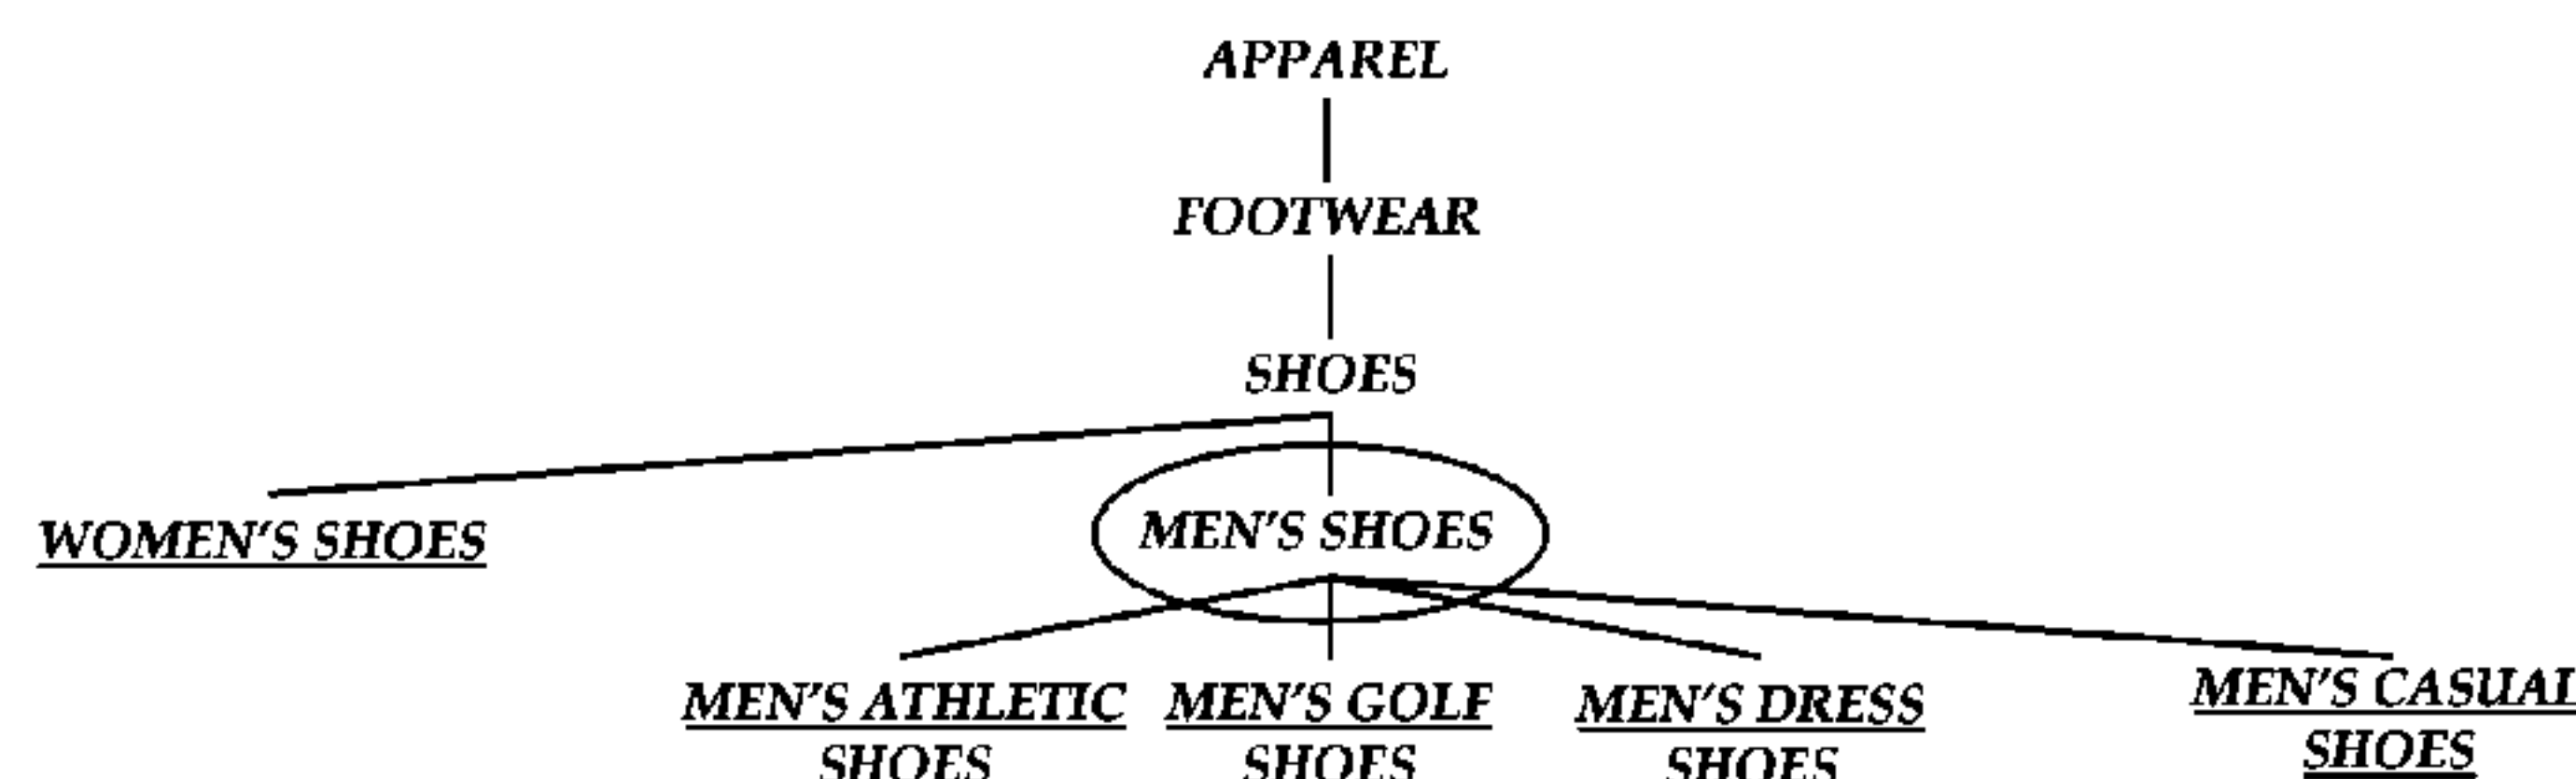 APPAREL
FOOTWEAR
SHOES
WOMEN'S SHOES
MEN'S SHOES
MEN'S ATHLETIC
SHOES
MEN'S GOLF
SHOES
MEN'S DRESS
SHOES
MEN'S CASUAL
SHOES